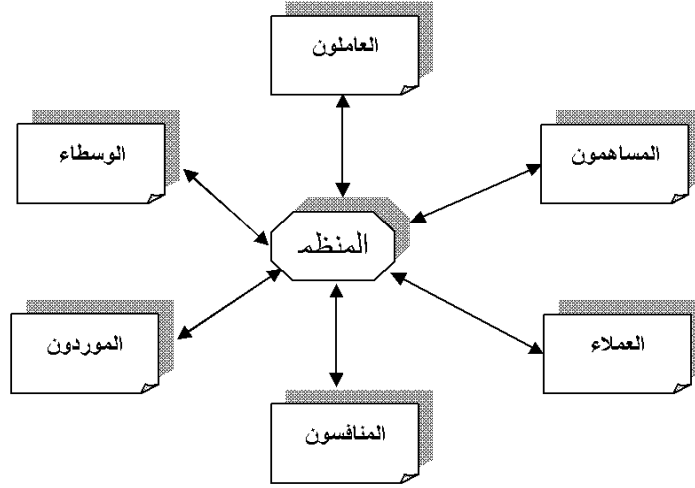 العاملون
المساهمون
الوسطاء
المنظم
العملاء
الموردون
المنافسون